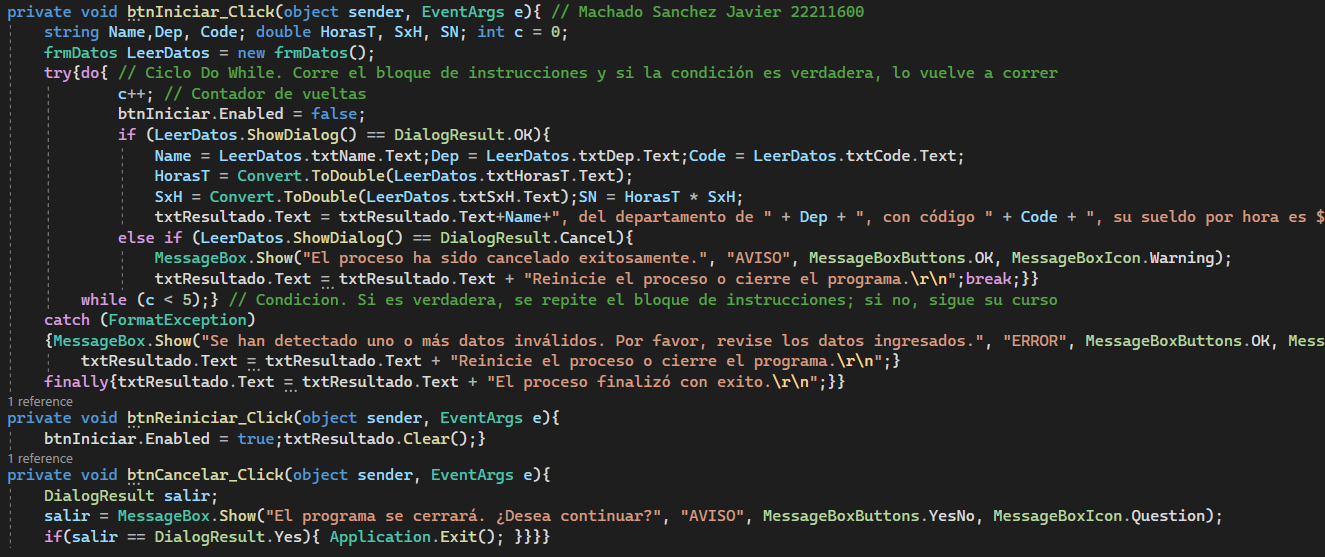 private void btnIniciar_Click(object sender, EventArgs e){ // Machado Sanchez Javier 22211600
string Name,Dep, Code; double HorasT, SxH, SN; int c = 0;
frmDatos LeerDatos = new frmDatos();
try{do{ // Ciclo Do While. Corre el bloque de instrucciones y si la condición es verdadera, lo vuelve a correr
c++; // Contador de vueltas
btnIniciar.Enabled = false;
if (LeerDatos.ShowDialog() == DialogResult.OK){
Name = LeerDatos.txtName.Text;Dep = LeerDatos.txtDep.Text;Code = LeerDatos.txtCode.Text;
HorasT = Convert.ToDouble(LeerDatos.txtHorasT.Text);
SxH = Convert.ToDouble(LeerDatos.txtSxH.Text);SN = HorasT * SxH;
txtResultado.Text = txtResultado.Text+Name+", del departamento de " + Dep + ", con código " + Code + ", su sueldo por hora es $
else if (LeerDatos.ShowDialog() == DialogResult.Cancel){
MessageBox.Show("El proceso ha sido cancelado exitosamente.", "AVISO", MessageBoxButtons.OK, MessageBoxIcon.Warning);
txtResultado.Text = txtResultado.Text + "Reinicie el proceso o cierre el programa.\r\n";break;}}
while (c < 5);} // Condicion. Si es verdadera, se repite el bloque de instrucciones; si no, sigue su curso
catch (FormatException)
{MessageBox.Show("Se han detectado uno o más datos inválidos. Por favor, revise los datos ingresados.", "ERROR", MessageBoxButtons.OK, Mess
txtResultado.Text = txtResultado.Text + "Reinicie el proceso o cierre el programa.\r\n";}
finally{txtResultado.Text = txtResultado.Text + "El proceso finalizó con exito.\r\n";}}
1 reference
private void btnReiniciar_Click(object sender, EventArgs e){
btnIniciar.Enabled = true;txtResultado.Clear();}
1 reference
private void btnCancelar_Click(object sender, EventArgs e){
DialogResult salir;
salir = MessageBox.Show("El programa se cerrará. ¿Desea continuar?", "AVISO", MessageBoxButtons.YesNo, MessageBoxIcon.Question);
if(salir == DialogResult.Yes){ Application.Exit(); }}}}